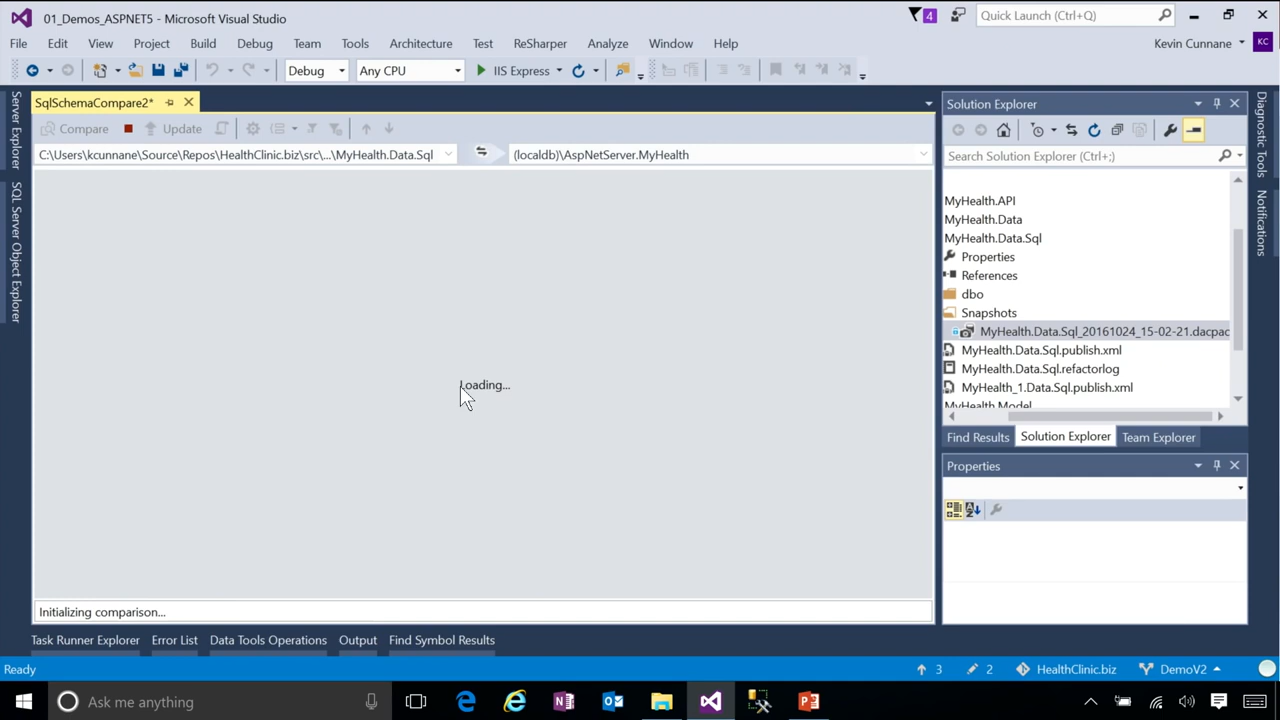 01_Demos_ASPNET5 - Microsoft Visual Studio
4
Quick Launch (Ctrl+Q)
File Edit View Project Build Debug Team Tools Architecture Test ReSharper Analyze Window Help
Kevin Cunnane
KC
Debug Any CPU IIS Express
SqlSchemaCompare2*
Compare Update
C:\Users\kcunnane\Source\Repos\HealthClinic.biz\src\...\MyHealth.Data.Sql
(localdb)\AspNetServer.MyHealth
Loading...
Initializing comparison...
Server Explorer
SQL Server Object Explorer
Solution Explorer
Search Solution Explorer (Ctrl+;)
MyHealth.API
MyHealth.Data
MyHealth.Data.Sql
Properties
References
dbo
Snapshots
MyHealth.Data.Sql_20161024_15-02-21.dacpac
MyHealth.Data.Sql.publish.xml
MyHealth.Data.Sql.refactorlog
MyHealth_1.Data.Sql.publish.xml
MyHealth.Model
Find Results Solution Explorer Team Explorer
Properties
Diagnostic Tools
Notifications
Task Runner Explorer Error List Data Tools Operations Output Find Symbol Results
Ready
3 2 HealthClinic.biz DemoV2
Ask me anything